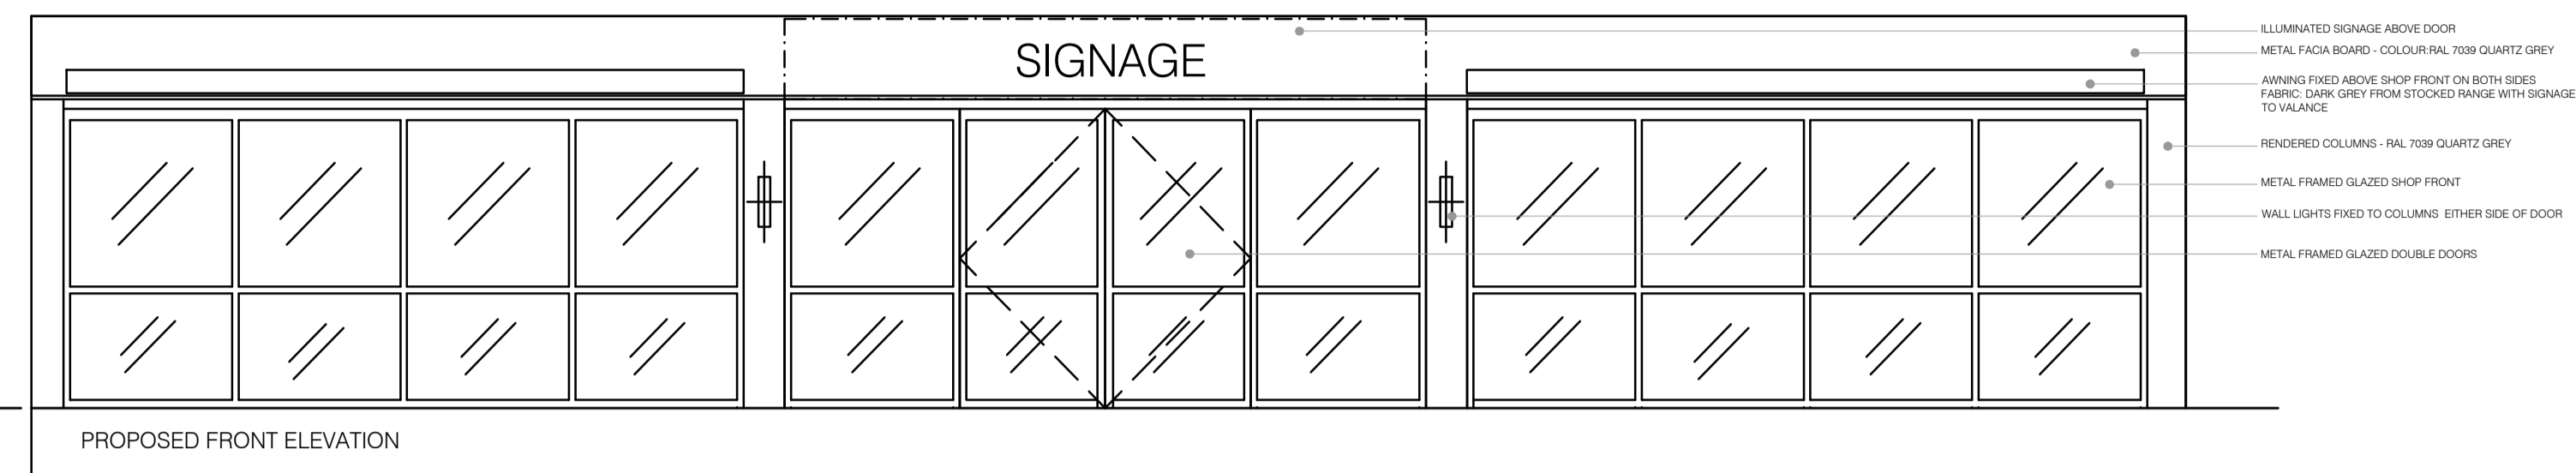 SIGNAGE
ILLUMINATED SIGNAGE ABOVE DOOR
METAL FACIA BOARD - COLOUR:RAL 7039 QUARTZ GREY
AWNING FIXED ABOVE SHOP FRONT ON BOTH SIDES
FABRIC: DARK GREY FROM STOCKED RANGE WITH SIGNAGE
TO VALANCE
RENDERED COLUMNS - RAL 7039 QUARTZ GREY
METAL FRAMED GLAZED SHOP FRONT
WALL LIGHTS FIXED TO COLUMNS EITHER SIDE OF DOOR
METAL FRAMED GLAZED DOUBLE DOORS
PROPOSED FRONT ELEVATION